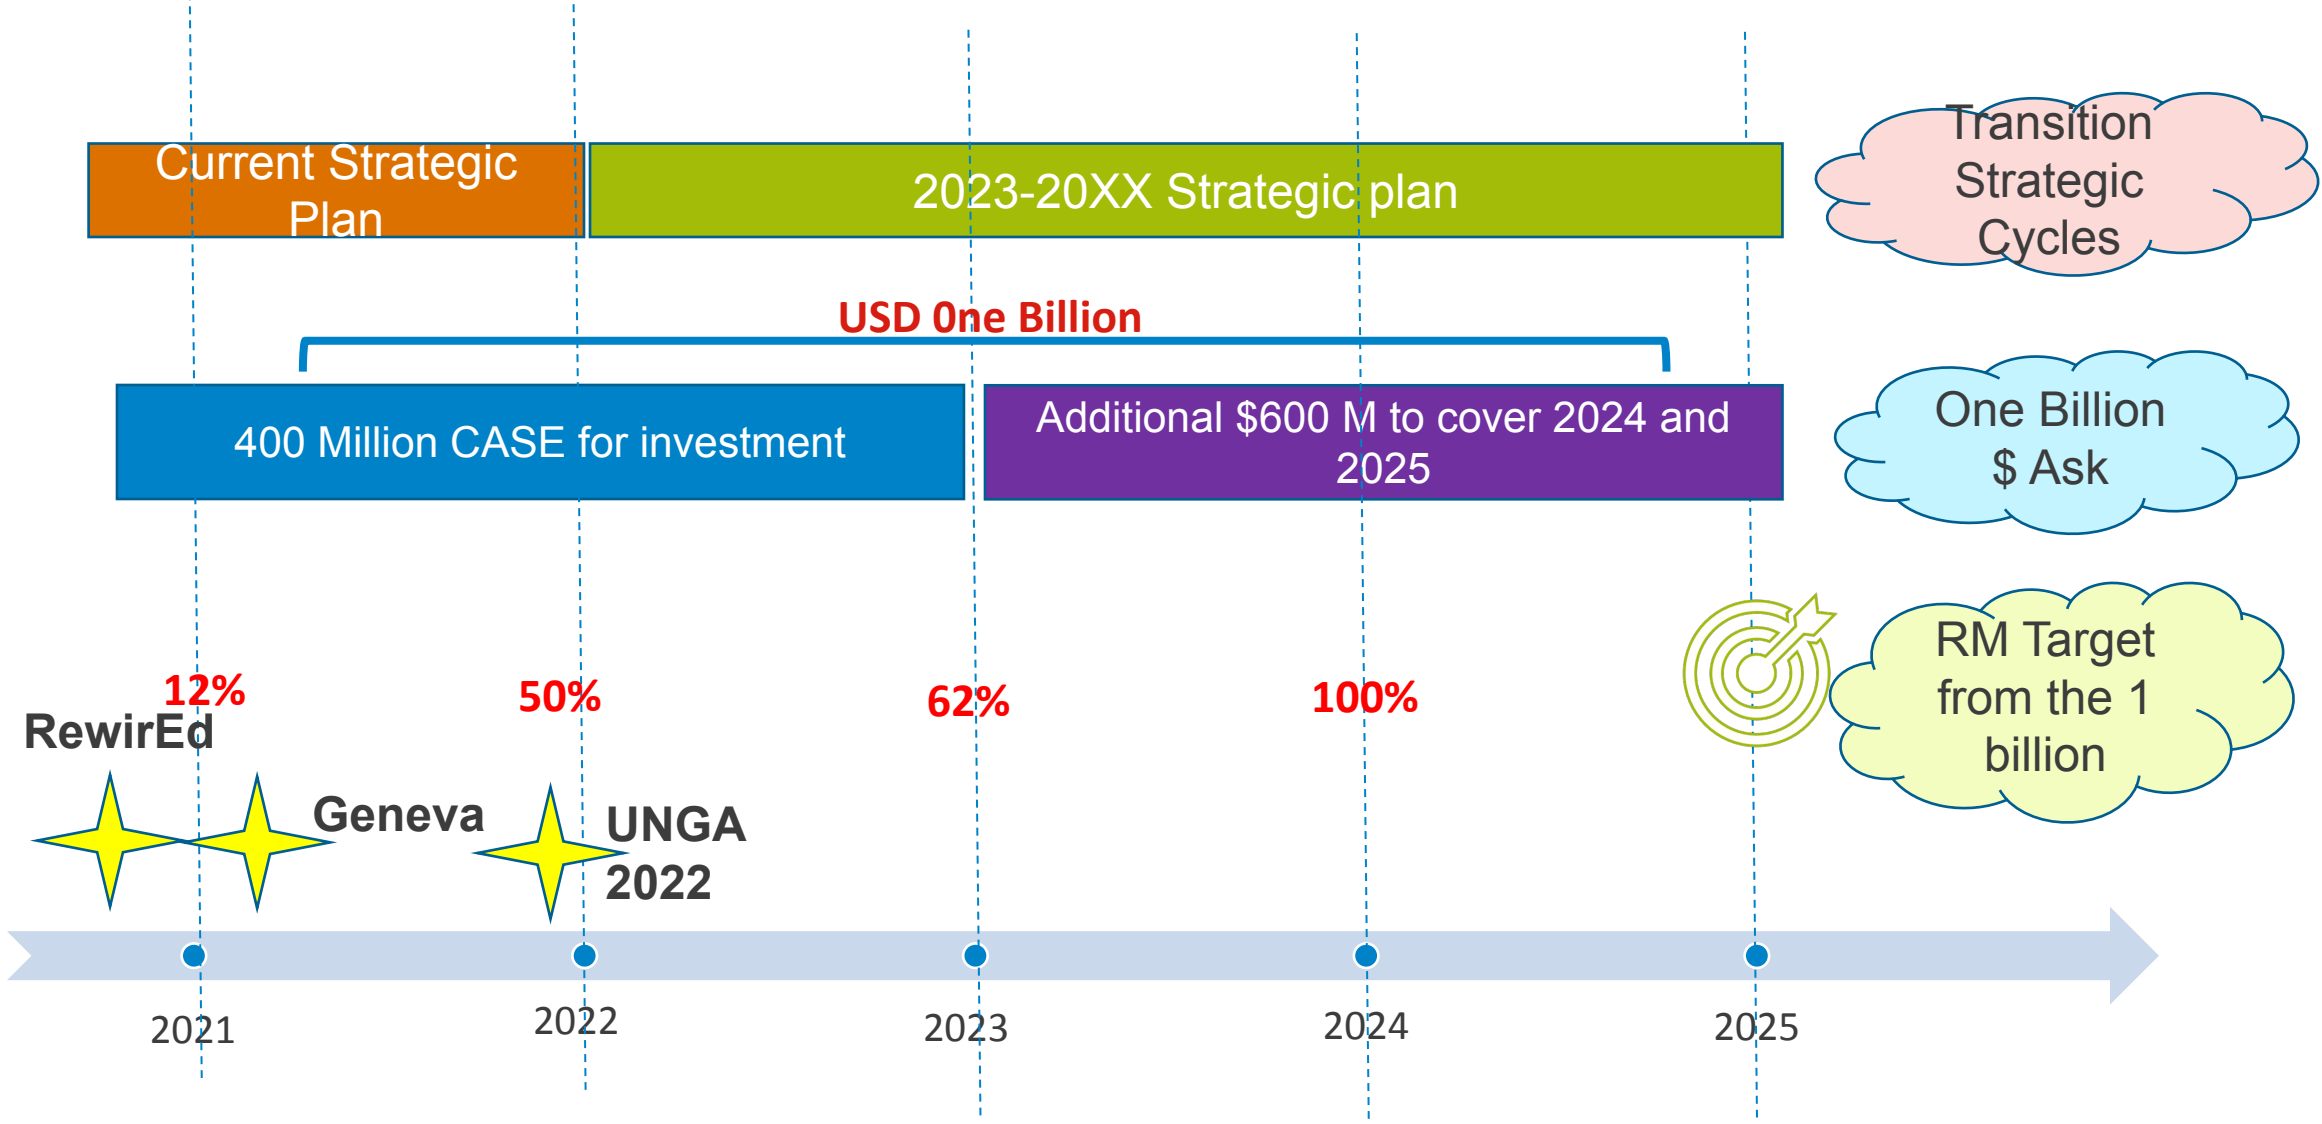 Current Strategic
Plan
2023-20XX Strategic plan
Transition
Strategic
Cycles
USD 0ne Billion
400 Million CASE for investment
Additional $600 M to cover 2024 and
2025
One Billion
$ Ask
12%
50%
62%
100%
RM Target
from the 1
billion
RewirEd
Geneva
UNGA
2022
2021
2022
2023
2024
2025